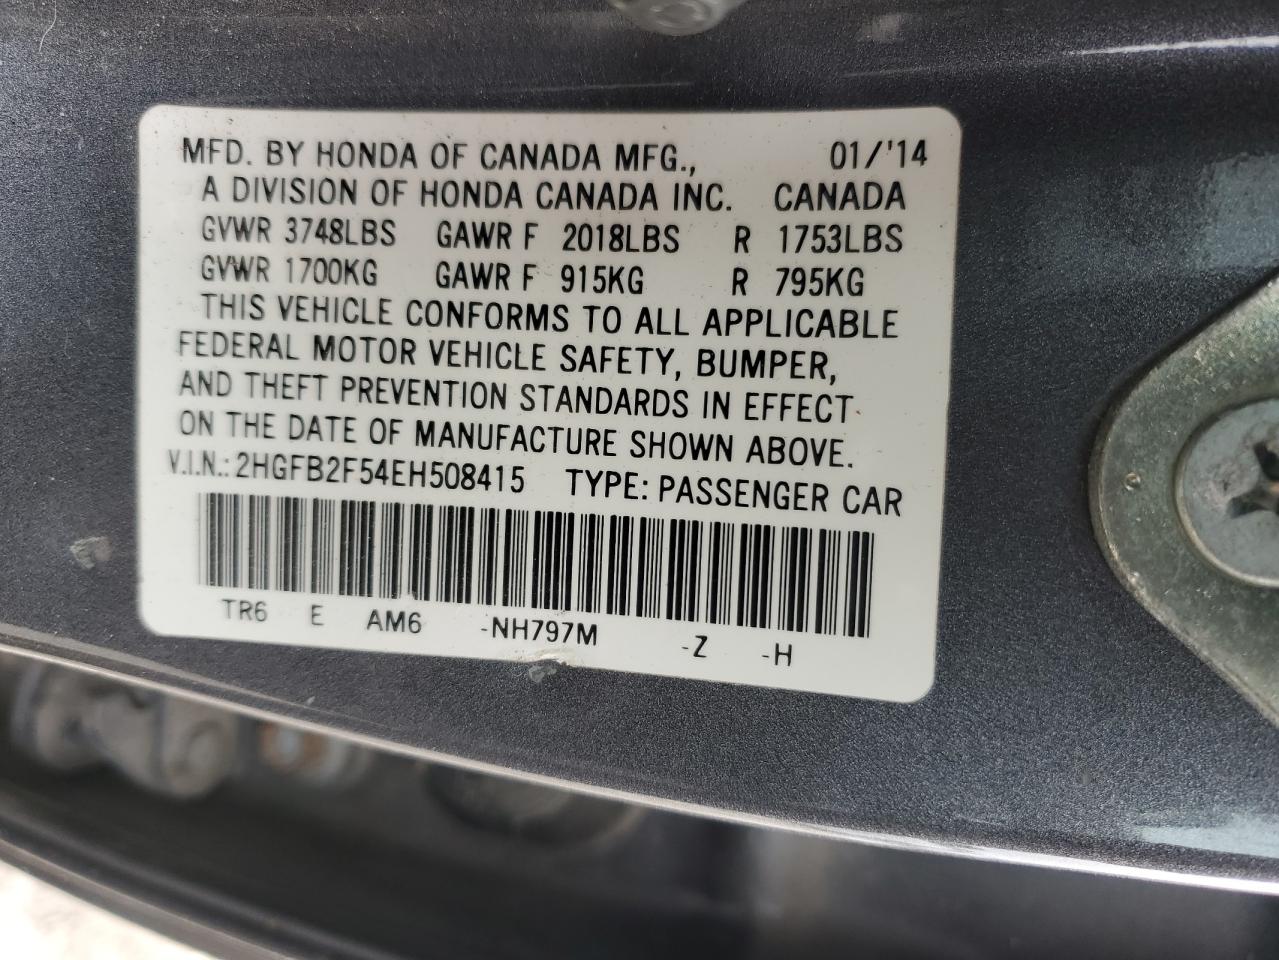 MFD. BY HONDA OF CANADA MFG., 01/'14
A DIVISION OF HONDA CANADA INC. CANADA
GVWR 3748LBS GAWR F 2018LBS R 1753LBS
GVWR 1700KG GAWR F 915KG R 795KG
THIS VEHICLE CONFORMS TO ALL APPLICABLE
FEDERAL MOTOR VEHICLE SAFETY, BUMPER,
AND THEFT PREVENTION STANDARDS IN EFFECT
ON THE DATE OF MANUFACTURE SHOWN ABOVE.
V.I.N.: 2HGFB2F54EH508415 TYPE: PASSENGER CAR
TR6 E AM6 -NH797M -Z -H